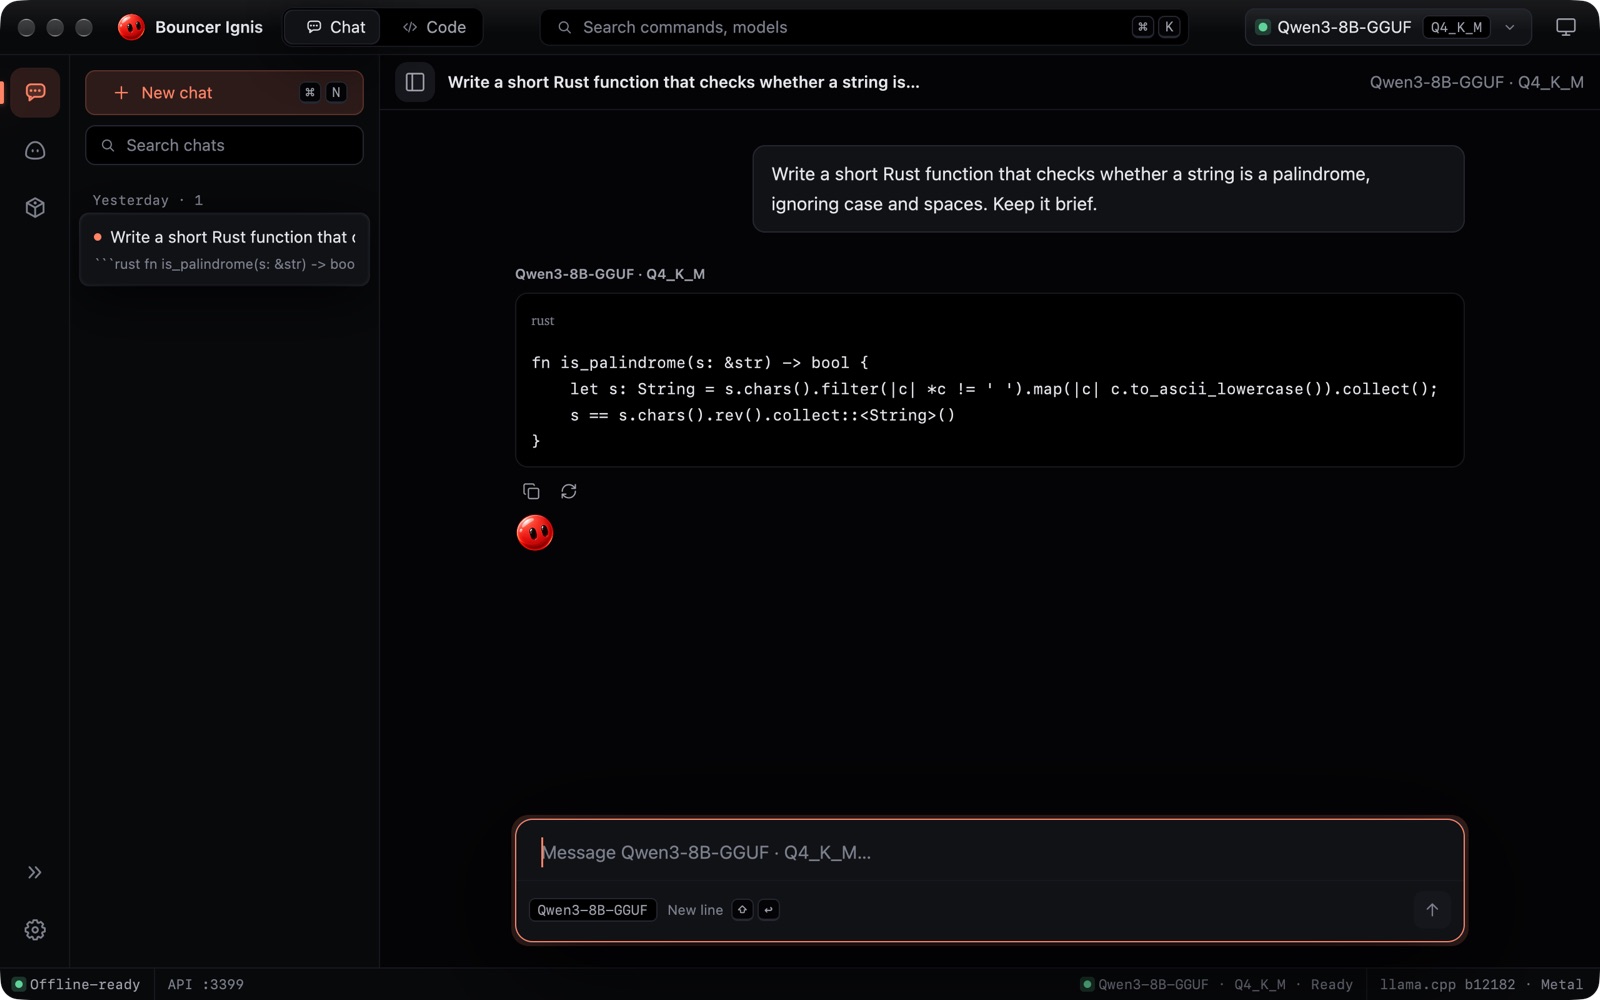 Bouncer Ignis
Chat
Code
Search commands, models
⌘ K
Qwen3-8B-GGUF Q4_K_M
New chat
⌘ N
Write a short Rust function that checks whether a string is...
Qwen3-8B-GGUF · Q4_K_M
Search chats
Yesterday · 1
Write a short Rust function that c
```rust fn is_palindrome(s: &str) -> boo
Write a short Rust function that checks whether a string is a palindrome,
ignoring case and spaces. Keep it brief.
Qwen3-8B-GGUF · Q4_K_M
rust
fn is_palindrome(s: &str) -> bool {
    let s: String = s.chars().filter(|c| *c != ' ').map(|c| c.to_ascii_lowercase()).collect();
    s == s.chars().rev().collect::<String>()
}
Message Qwen3-8B-GGUF · Q4_K_M...
Qwen3-8B-GGUF New line ⇧ ↩
Offline-ready
API :3399
Qwen3-8B-GGUF · Q4_K_M · Ready
llama.cpp b12182 · Metal